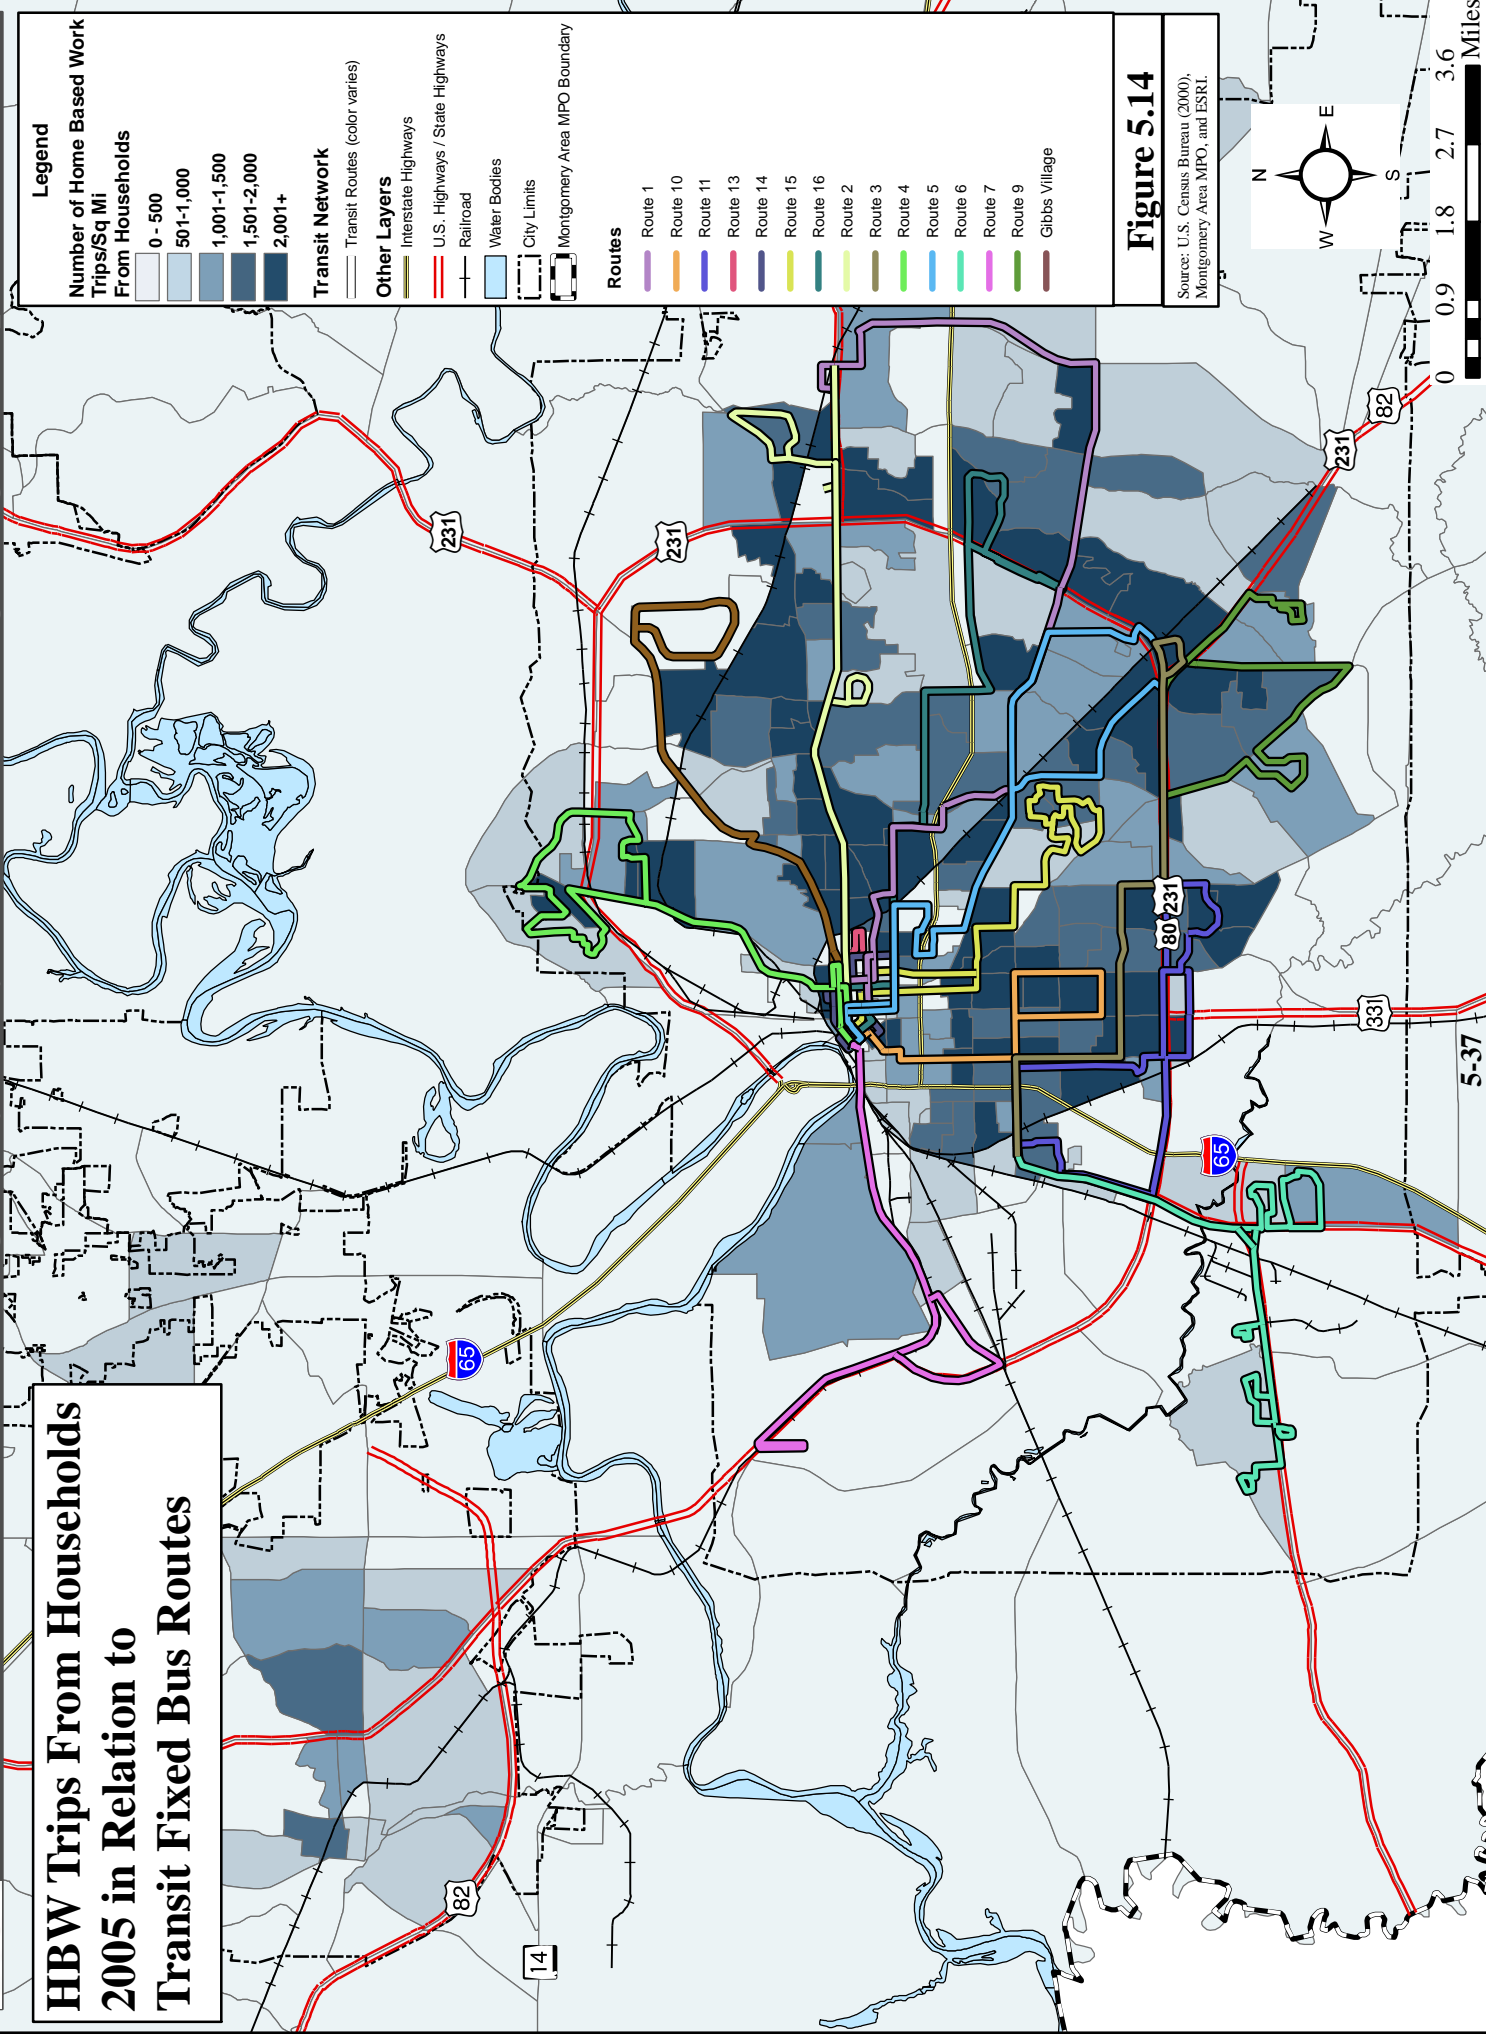 HBW Trips From Households
2005 in Relation to
Transit Fixed Bus Routes
Legend
Number of Home Based Work
Trips/Sq Mi
From Households
0 - 500
501-1,000
1,001-1,500
1,501-2,000
2,001+
Transit Network
Transit Routes (color varies)
Other Layers
Interstate Highways
U.S. Highways / State Highways
Railroad
Water Bodies
City Limits
Montgomery Area MPO Boundary
Routes
Route 1
Route 10
Route 11
Route 13
Route 14
Route 15
Route 16
Route 2
Route 3
Route 4
Route 5
Route 6
Route 7
Route 9
Gibbs Village
Figure 5.14
Source: U.S. Census Bureau (2000),
Montgomery Area MPO, and ESRI.
N
W
E
S
0 0.9 1.8 2.7 3.6
Miles
231
231
65
82
14
80
231
65
331
231
82
5-37